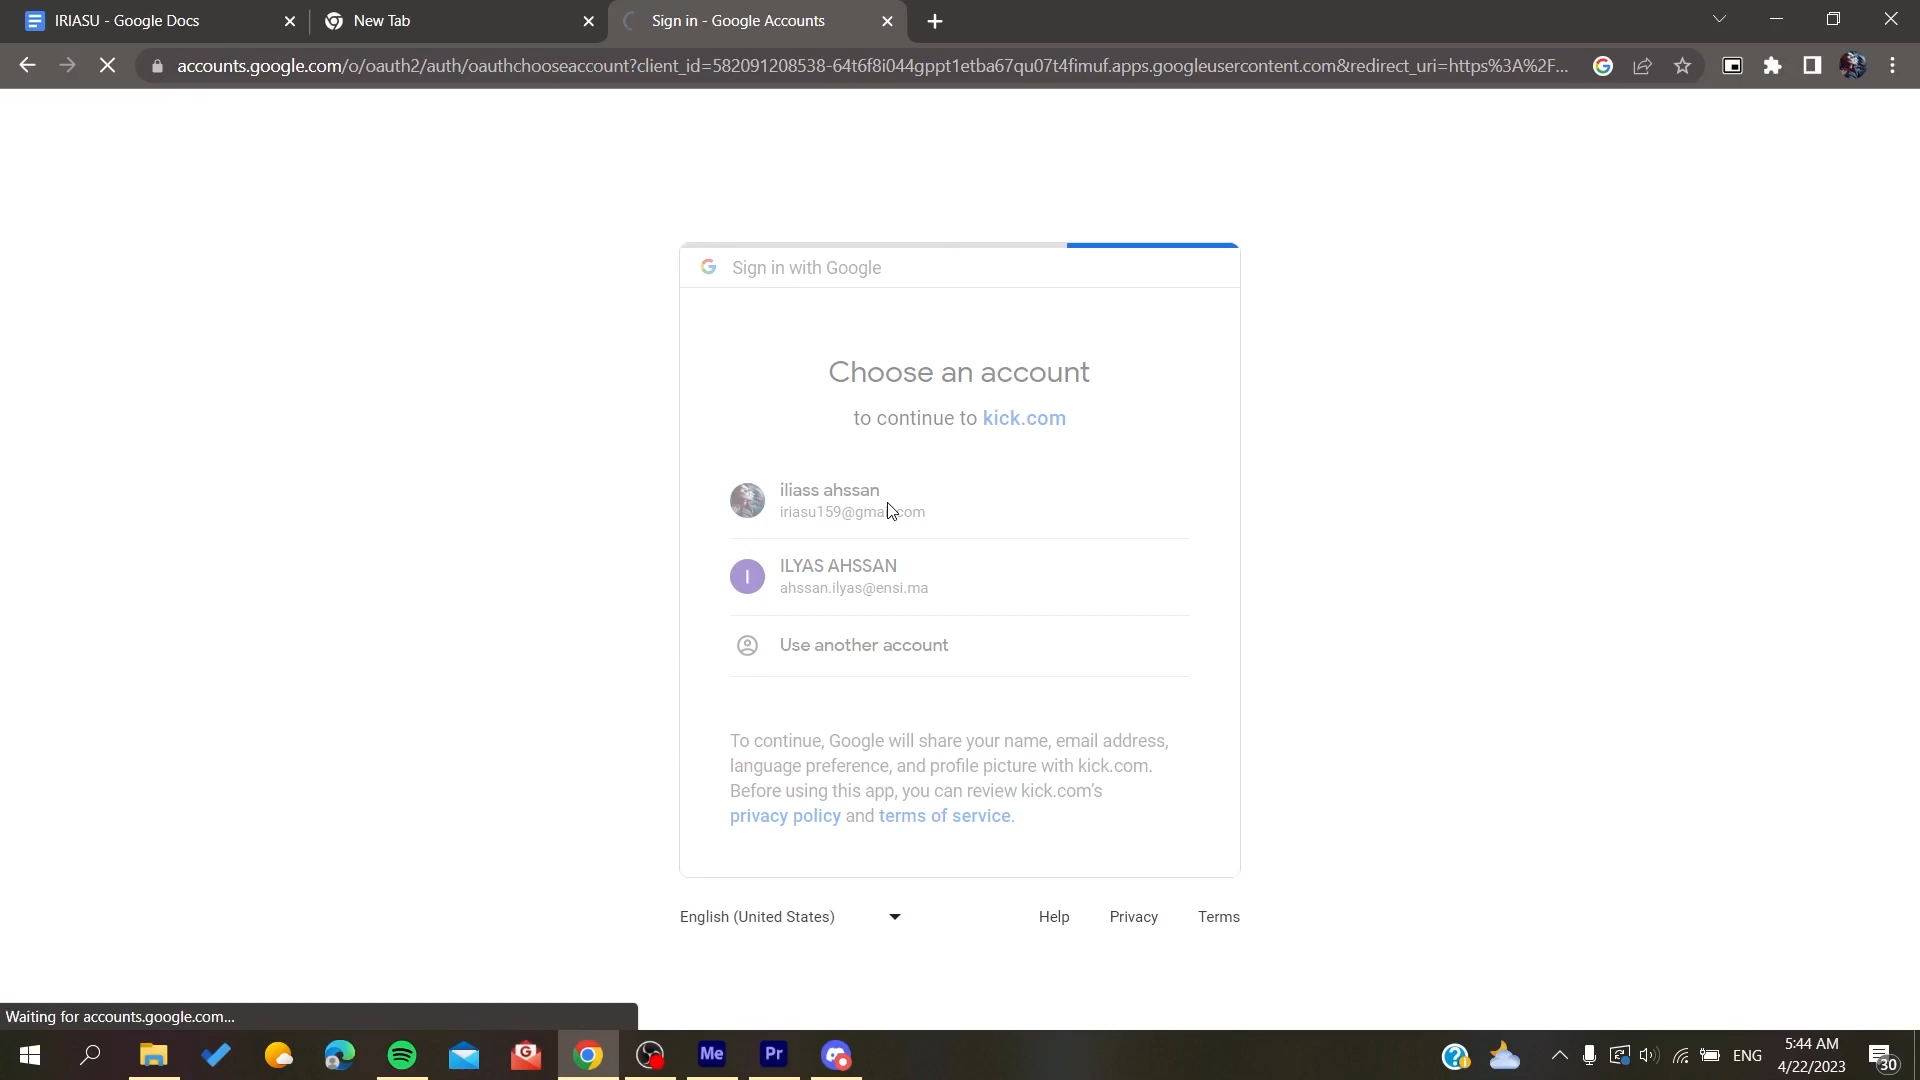 IRIASU - Google Docs
New Tab
Sign in - Google Accounts
accounts.google.com/o/oauth2/auth/oauthchooseaccount?client_id=582091208538-64t6f8i044gppt1etba67qu07t4fimuf.apps.googleusercontent.com&redirect_uri=https%3A%2F...
Sign in with Google
Choose an account
to continue to kick.com
iliass ahssan
iriasu159@gma com
I
ILYAS AHSSAN
ahssan.ilyas@ensi.ma
Use another account
To continue, Google will share your name, email address,
language preference, and profile picture with kick.com.
Before using this app, you can review kick.com's
privacy policy and terms of service.
English (United States)
Help Privacy Terms
Waiting for accounts.google.com...
Me
Pr
ENG
5:44 AM
4/22/2023
30